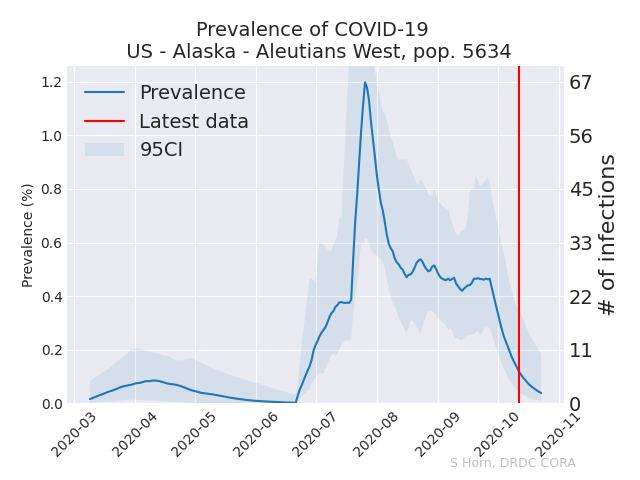 Prevalence of COVID-19
US - Alaska - Aleutians West, pop. 5634
Prevalence
Latest data
95CI
Prevalence (%)
1.2
1.0
0.8
0.6
0.4
0.2
0.0
67
56
45
33
22
11
0
# of infections
2020-03
2020-04
2020-05
2020-06
2020-07
2020-08
2020-09
2020-10
2020-11
S Horn, DRDC CORA